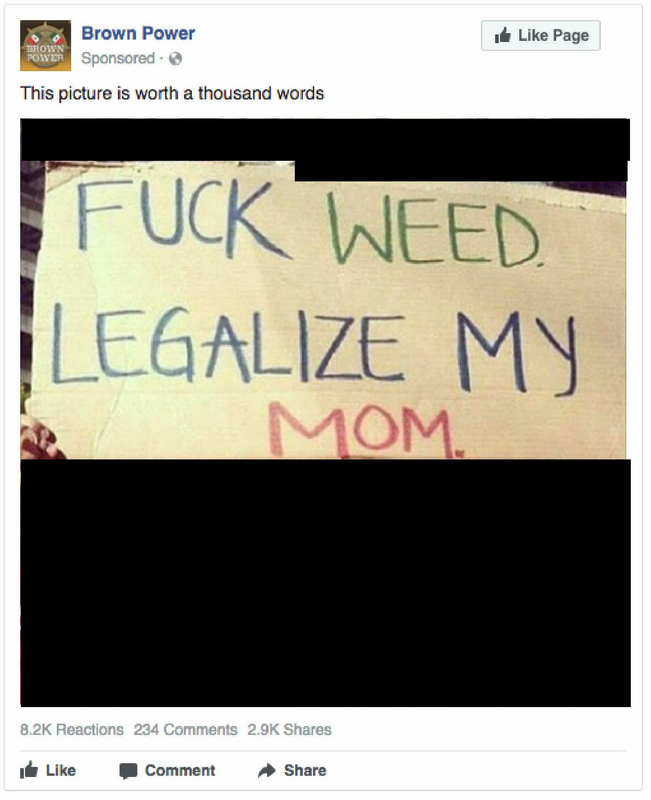 Brown Power
Sponsored ·
Like Page
BROWN
POWER
This picture is worth a thousand words
FUCK WEED.
LEGALIZE MY
MOM.
8.2K Reactions 234 Comments 2.9K Shares
Like Comment Share